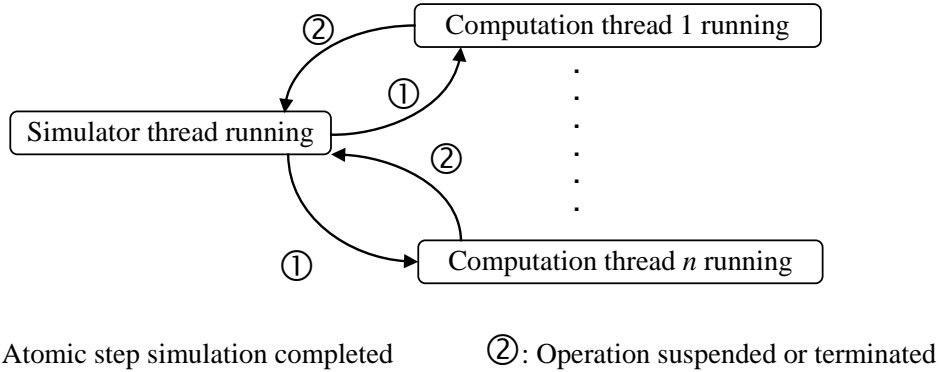 ② Computation thread 1 running
①
Simulator thread running
②
① Computation thread n running
Atomic step simulation completed ②: Operation suspended or terminated